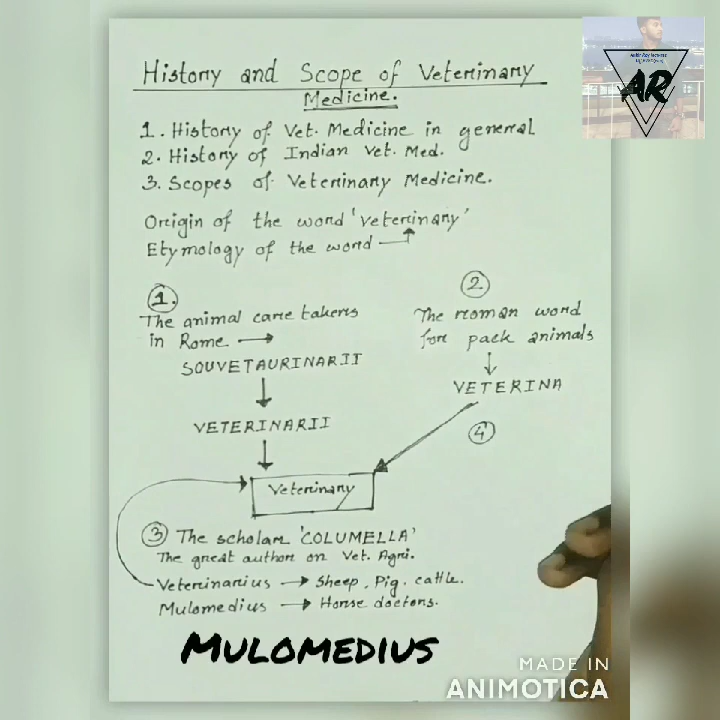 History and Scope of Veterinary
Medicine.
1. History of Vet. Medicine in general
2. History of Indian Vet. Med.
3. Scopes of Veterinary Medicine.
Origin of the word 'Veterinary'
Etymology of the word
1.
The animal care takers
in Rome →
SOUVETAURINARII
VETERINARII
2
The roman word
for pack animals
VETERINA
4
Veterinary
3 The scholar 'COLUMELLA'
The great author on Vet. Agri.
Veterinarius → Sheep, Pig, cattle.
Mulomedius → Horse doctors.
MULOMEDIUS
MADE IN
ANIMOTICA
AR